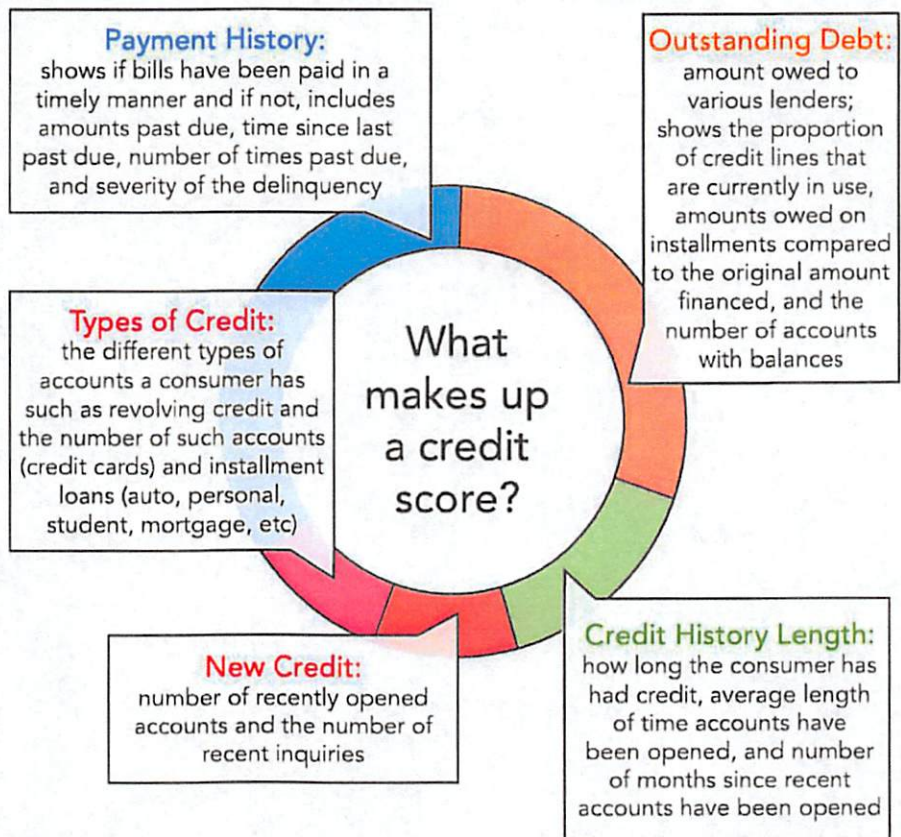 Payment History:
shows if bills have been paid in a
timely manner and if not, includes
amounts past due, time since last
past due, number of times past due,
and severity of the delinquency
Outstanding Debt:
amount owed to
various lenders;
shows the proportion
of credit lines that
are currently in use,
amounts owed on
installments compared
to the original amount
financed, and the
number of accounts
with balances
Types of Credit:
the different types of
accounts a consumer has
such as revolving credit and
the number of such accounts
(credit cards) and installment
loans (auto, personal,
student, mortgage, etc)
What
makes up
a credit
score?
New Credit:
number of recently opened
accounts and the number of
recent inquiries
Credit History Length:
how long the consumer has
had credit, average length
of time accounts have
been opened, and number
of months since recent
accounts have been opened